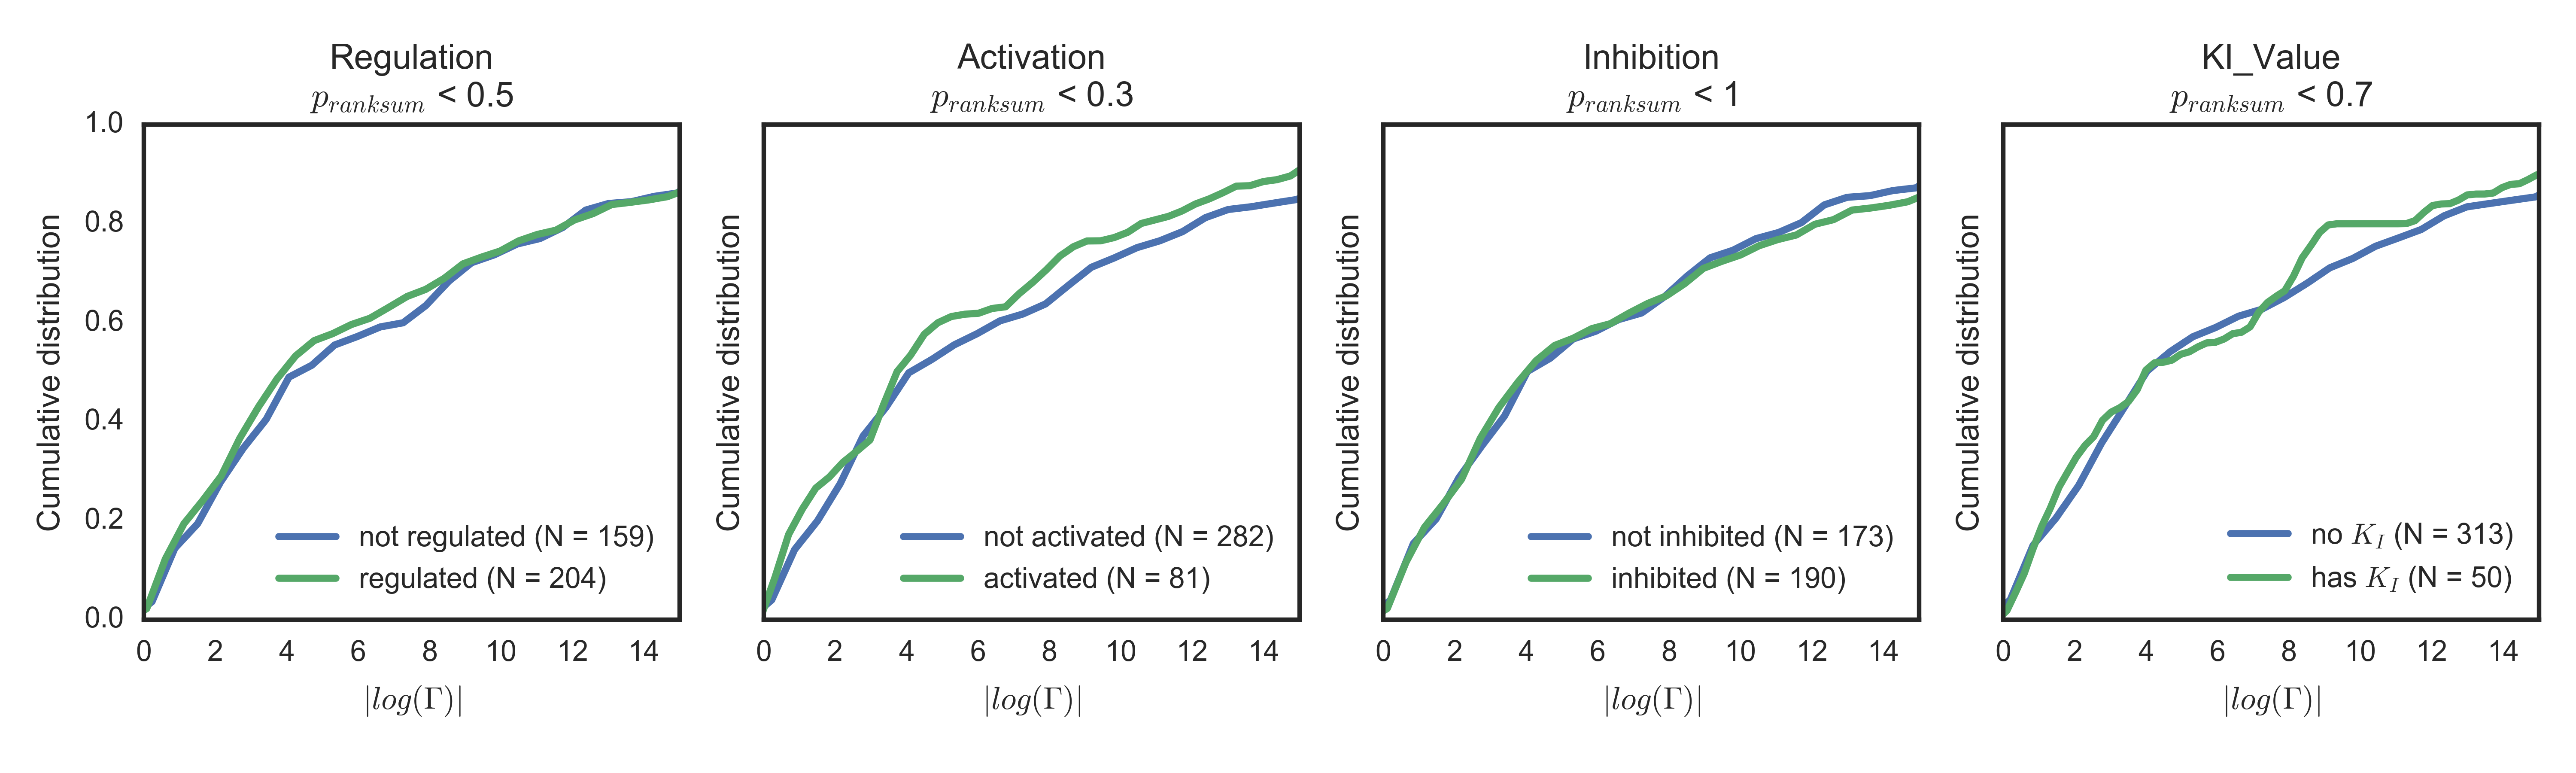 Regulation
p_ranksum < 0.5
1.0
0.8
0.6
0.4
0.2
0.0
Cumulative distribution
not regulated (N = 159)
regulated (N = 204)
0 2 4 6 8 10 12 14
|log(Γ)|
Activation
p_ranksum < 0.3
Cumulative distribution
not activated (N = 282)
activated (N = 81)
0 2 4 6 8 10 12 14
|log(Γ)|
Inhibition
p_ranksum < 1
Cumulative distribution
not inhibited (N = 173)
inhibited (N = 190)
0 2 4 6 8 10 12 14
|log(Γ)|
KI_Value
p_ranksum < 0.7
Cumulative distribution
no K_I (N = 313)
has K_I (N = 50)
0 2 4 6 8 10 12 14
|log(Γ)|